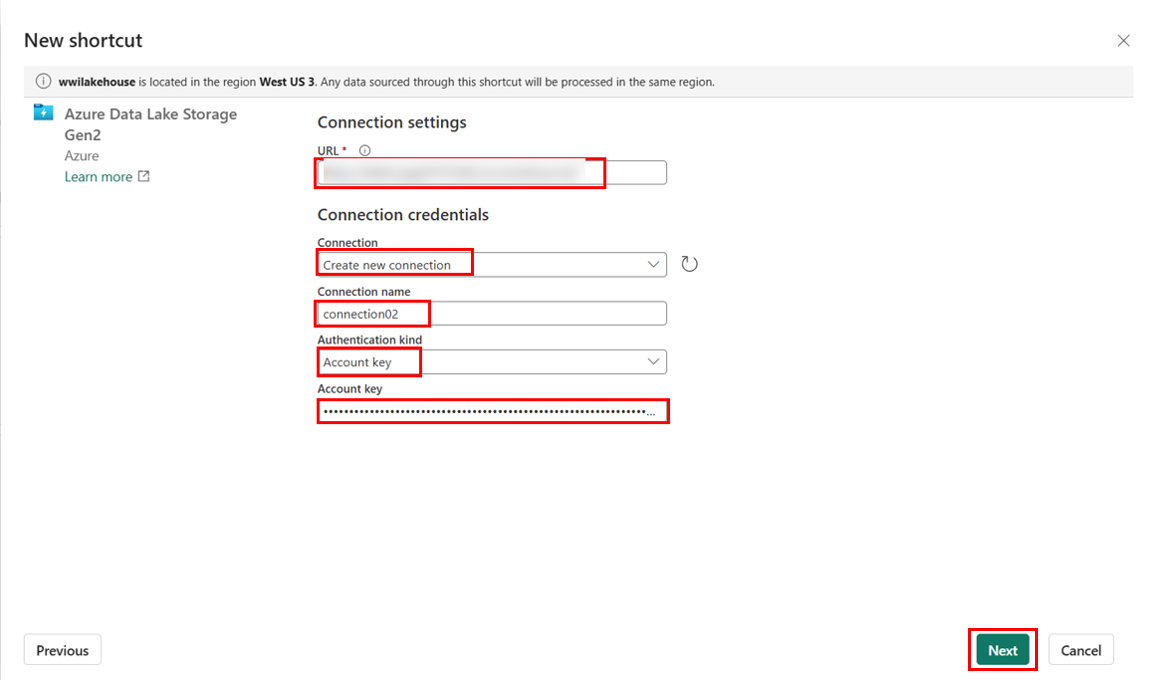 New shortcut
wwilakehouse is located in the region West US 3. Any data sourced through this shortcut will be processed in the same region.
Azure Data Lake Storage
Gen2
Azure
Learn more
Connection settings
URL *
Connection credentials
Connection
Create new connection
Connection name
connection02
Authentication kind
Account key
Account key
••••••••••••••••••••••••••••••••••••••••••••••••••••••••••••••••...
Previous
Next
Cancel